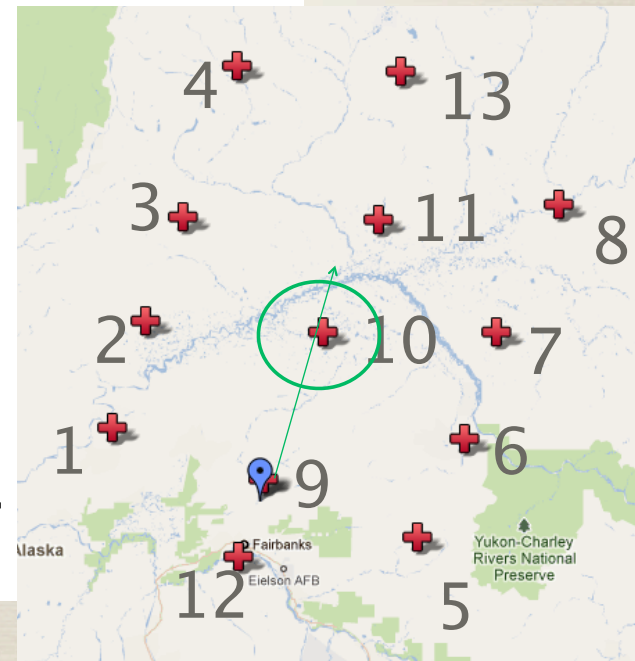 4
13
3
11
8
2
10
7
1
6
9
Fairbanks
Alaska
Eielson AFB
12
5
Yukon-Charley
Rivers National
Preserve